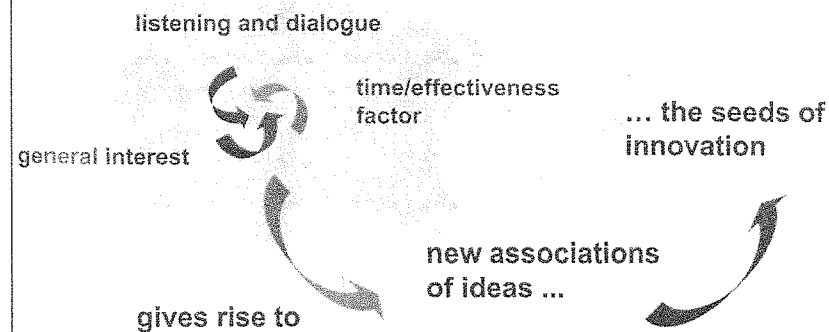 listening and dialogue
time/effectiveness
factor
general interest
... the seeds of
innovation
new associations
of ideas ...
gives rise to